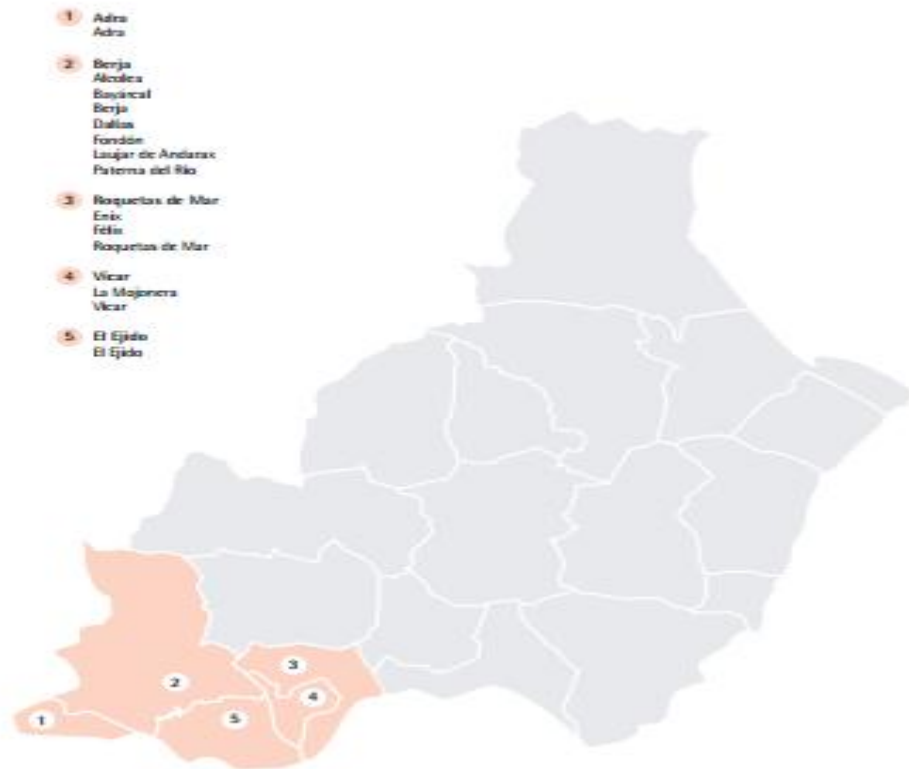 1 Adra
Adra
2 Berja
Alcolea
Bayárcal
Berja
Dalías
Fondón
Laujar de Andarax
Paterna del Río
3 Roquetas de Mar
Enix
Félix
Roquetas de Mar
4 Vícar
La Mojonera
Vícar
5 El Ejido
El Ejido
3
2
4
1
5